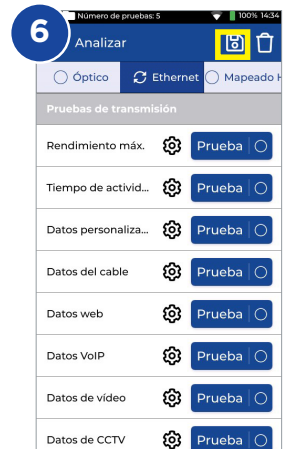 6
Número de pruebas: 5 100% 14:34
Analizar
Óptico Ethernet Mapeado H
Pruebas de transmisión
Rendimiento máx. Prueba
Tiempo de activid... Prueba
Datos personaliza... Prueba
Datos del cable Prueba
Datos web Prueba
Datos VoIP Prueba
Datos de vídeo Prueba
Datos de CCTV Prueba